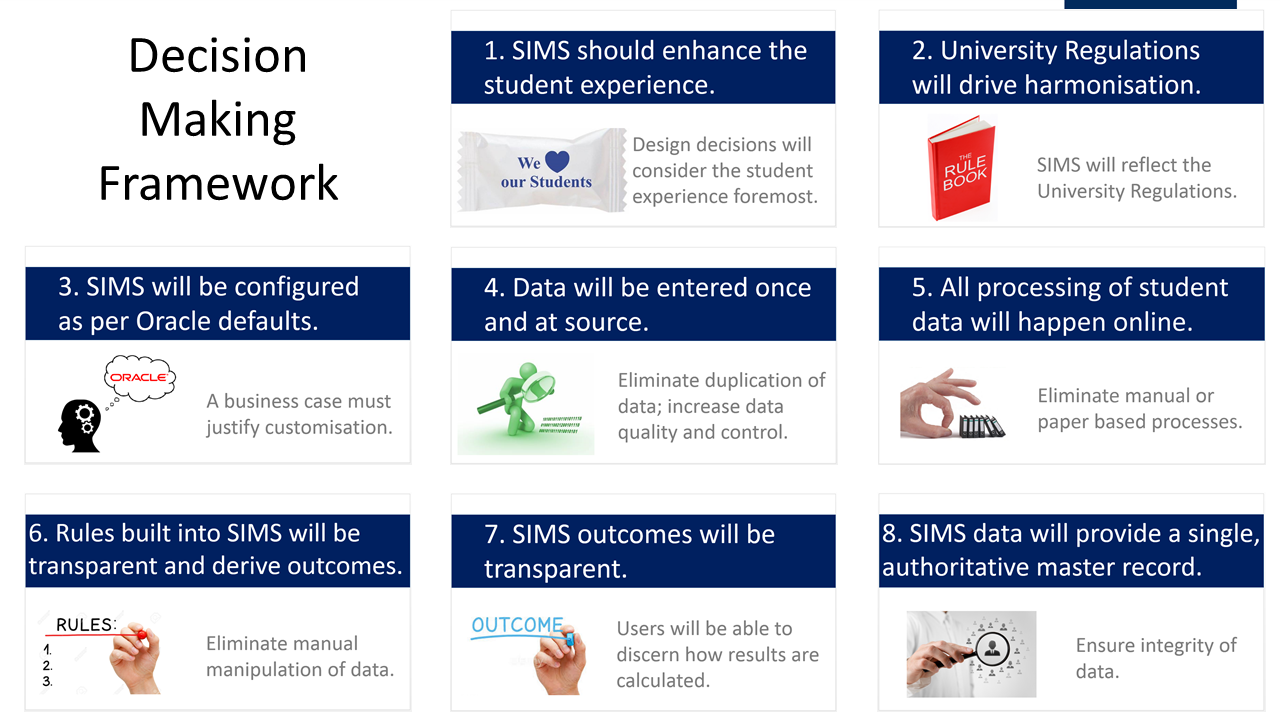 Decision
Making
Framework
1. SIMS should enhance the
student experience.
We
our Students
Design decisions will
consider the student
experience foremost.
2. University Regulations
will drive harmonisation.
THE
RULE
BOOK
SIMS will reflect the
University Regulations.
3. SIMS will be configured
as per Oracle defaults.
ORACLE
A business case must
justify customisation.
4. Data will be entered once
and at source.
Eliminate duplication of
data; increase data
quality and control.
5. All processing of student
data will happen online.
Eliminate manual or
paper based processes.
6. Rules built into SIMS will be
transparent and derive outcomes.
RULES:
1.
2.
3.
Eliminate manual
manipulation of data.
7. SIMS outcomes will be
transparent.
OUTCOME
Users will be able to
discern how results are
calculated.
8. SIMS data will provide a single,
authoritative master record.
Ensure integrity of
data.